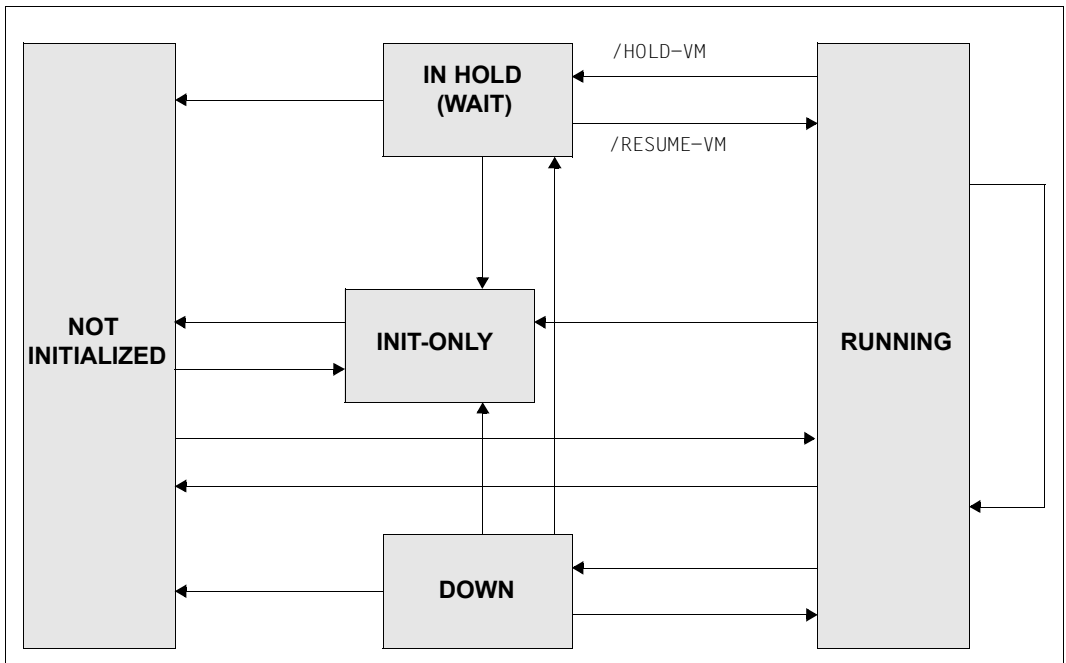 /HOLD-VM
IN HOLD
(WAIT)
/RESUME-VM
NOT
INITIALIZED
INIT-ONLY
RUNNING
DOWN